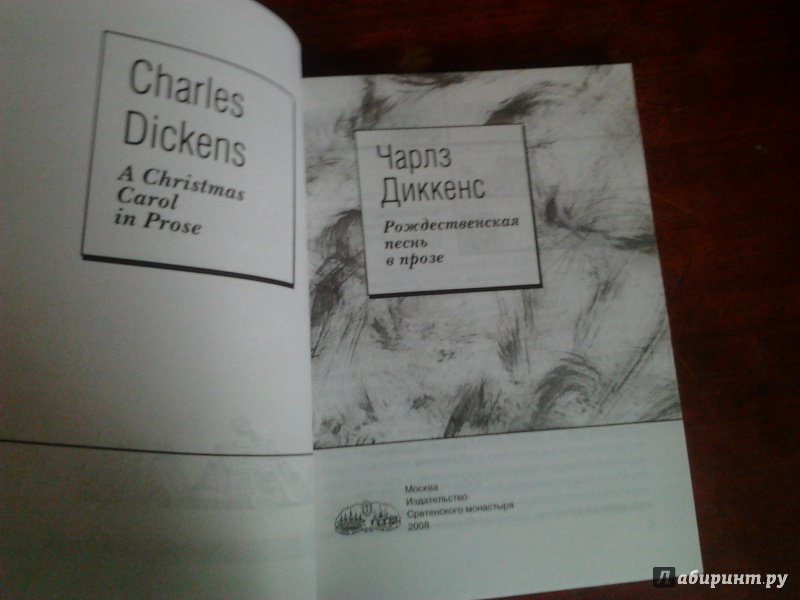 Charles
Dickens
A Christmas
Carol
in Prose
Чарлз
Диккенс
Рождественская
песнь
в прозе
Москва
Издательство
Сретенского монастыря
2008
Лабиринт.ру